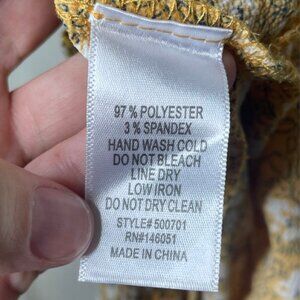 97% POLYESTER
3% SPANDEX
HAND WASH COLD
DO NOT BLEACH
LINE DRY
LOW IRON
DO NOT DRY CLEAN
STYLE# 500701
RN#146051
MADE IN CHINA